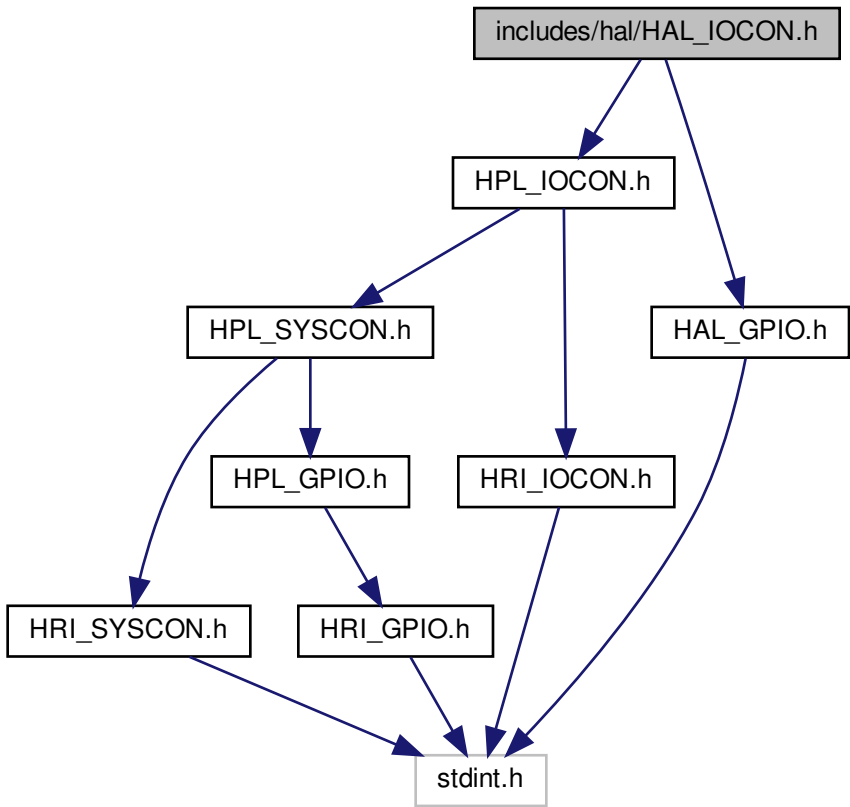 includes/hal/HAL_IOCON.h
HPL_IOCON.h
HPL_SYSCON.h
HAL_GPIO.h
HPL_GPIO.h
HRI_IOCON.h
HRI_SYSCON.h
HRI_GPIO.h
stdint.h